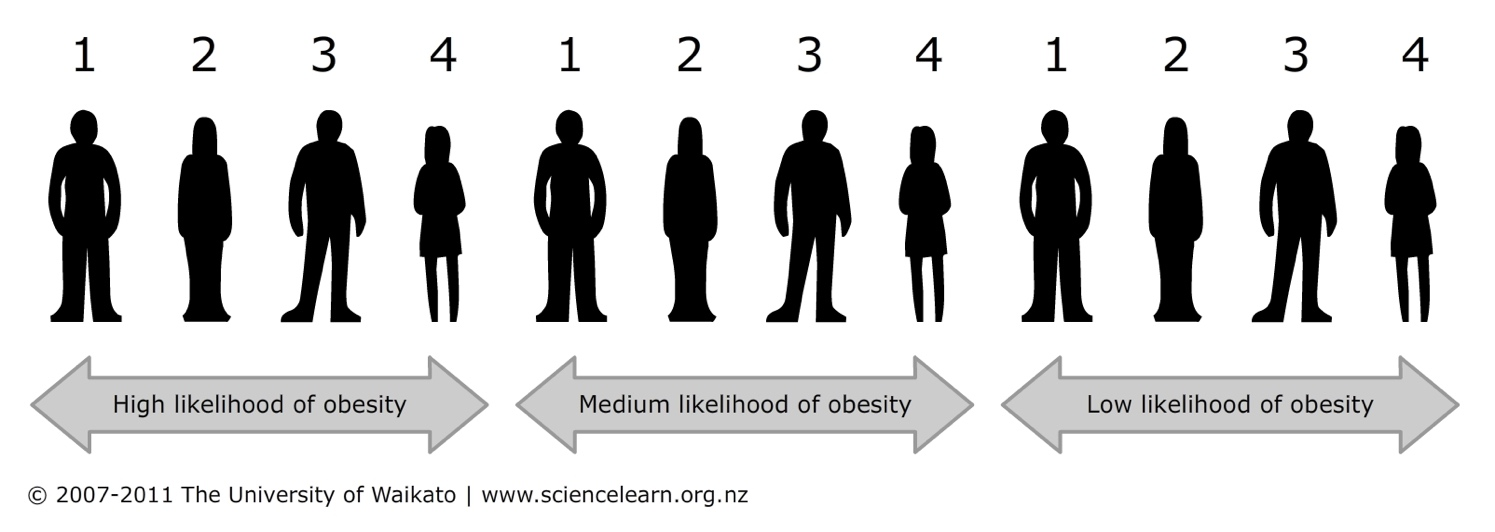 1 2 3 4 1 2 3 4 1 2 3 4
High likelihood of obesity Medium likelihood of obesity Low likelihood of obesity
© 2007-2011 The University of Waikato | www.sciencelearn.org.nz